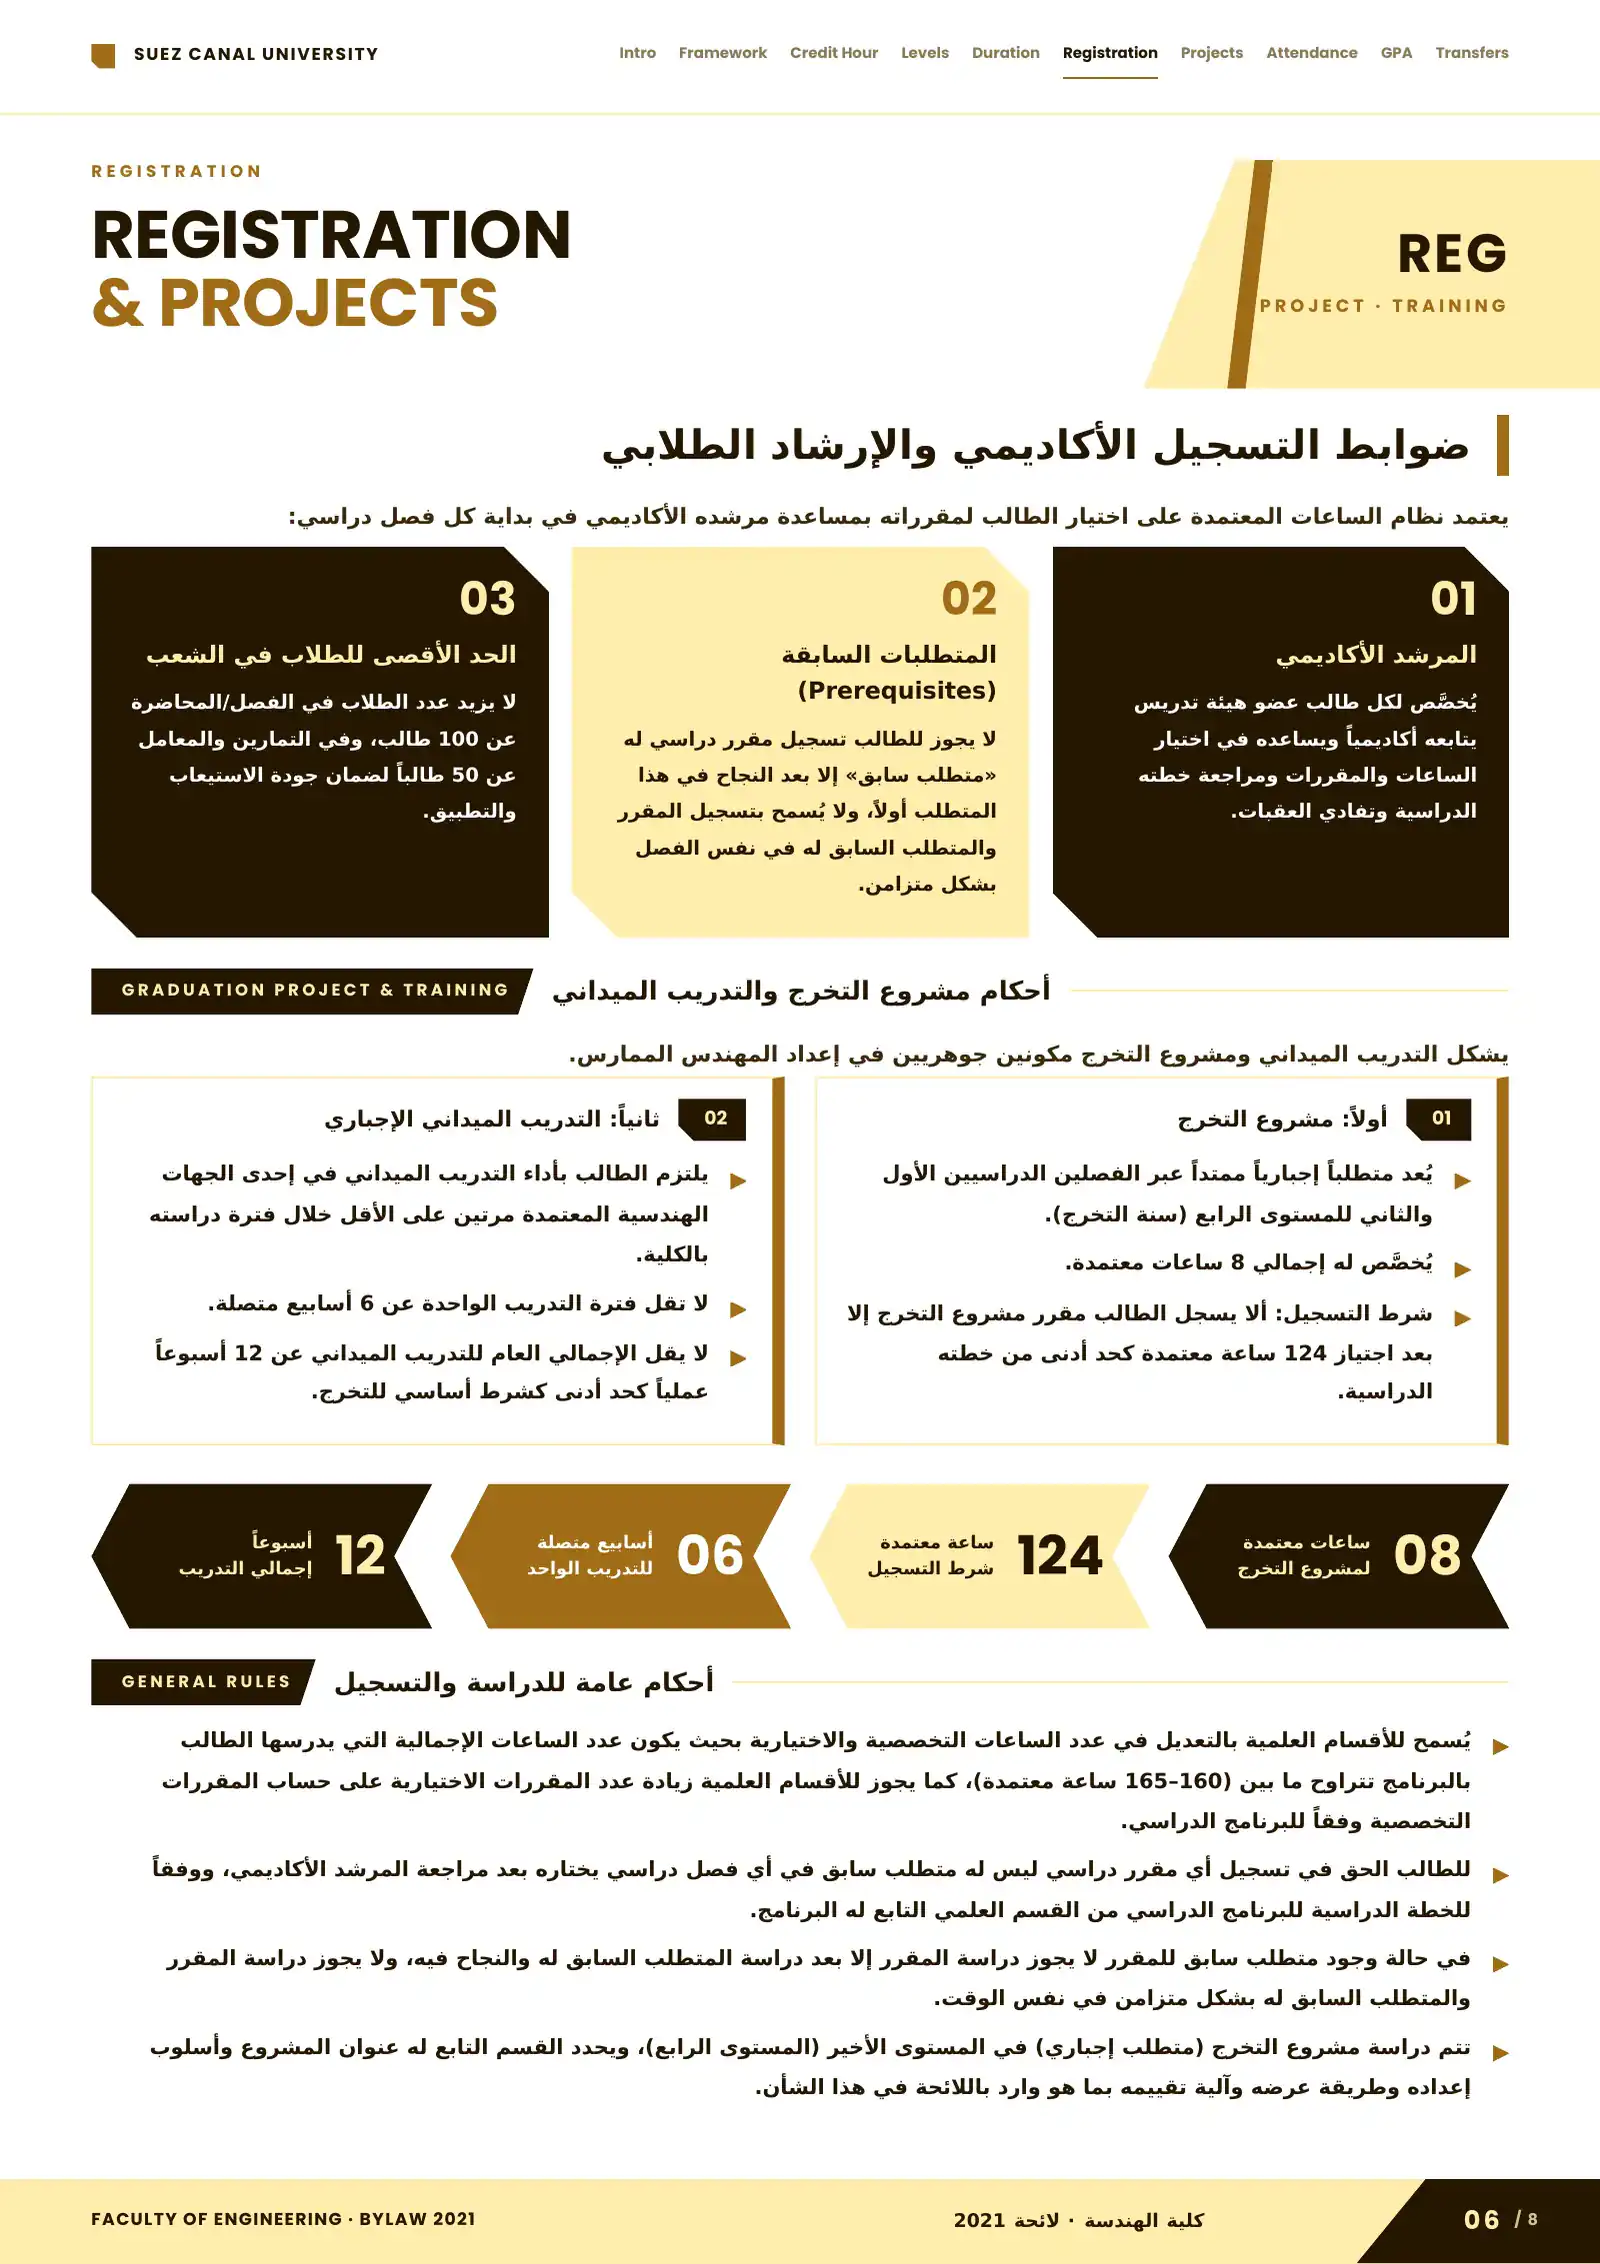 SUEZ CANAL UNIVERSITY
Intro Framework Credit Hour Levels Duration Registration Projects Attendance GPA Transfers
REGISTRATION
REGISTRATION
& PROJECTS
REG
PROJECT · TRAINING
ضوابط التسجيل الأكاديمي والإرشاد الطلابي
يعتمد نظام الساعات المعتمدة على اختيار الطالب لمقرراته بمساعدة مرشده الأكاديمي في بداية كل فصل دراسي:
01
المرشد الأكاديمي
يُخصَّص لكل طالب عضو هيئة تدريس
يتابعه أكاديمياً ويساعده في اختيار
الساعات والمقررات ومراجعة خطته
الدراسية وتفادي العقبات.
02
المتطلبات السابقة
(Prerequisites)
لا يجوز للطالب تسجيل مقرر دراسي له
«متطلب سابق» إلا بعد النجاح في هذا
المتطلب أولاً، ولا يُسمح بتسجيل المقرر
والمتطلب السابق له في نفس الفصل
بشكل متزامن.
03
الحد الأقصى للطلاب في الشعب
لا يزيد عدد الطلاب في الفصل/المحاضرة
عن 100 طالب، وفي التمارين والمعامل
عن 50 طالباً لضمان جودة الاستيعاب
والتطبيق.
GRADUATION PROJECT & TRAINING
أحكام مشروع التخرج والتدريب الميداني
يشكل التدريب الميداني ومشروع التخرج مكونين جوهريين في إعداد المهندس الممارس.
01
أولاً: مشروع التخرج
يُعد متطلباً إجبارياً ممتداً عبر الفصلين الدراسيين الأول
والثاني للمستوى الرابع (سنة التخرج).
يُخصَّص له إجمالي 8 ساعات معتمدة.
شرط التسجيل: ألا يسجل الطالب مقرر مشروع التخرج إلا
بعد اجتياز 124 ساعة معتمدة كحد أدنى من خطته
الدراسية.
02
ثانياً: التدريب الميداني الإجباري
يلتزم الطالب بأداء التدريب الميداني في إحدى الجهات
الهندسية المعتمدة مرتين على الأقل خلال فترة دراسته
بالكلية.
لا تقل فترة التدريب الواحدة عن 6 أسابيع متصلة.
لا يقل الإجمالي العام للتدريب الميداني عن 12 أسبوعاً
عملياً كحد أدنى كشرط أساسي للتخرج.
08
ساعات معتمدة
لمشروع التخرج
124
ساعة معتمدة
شرط التسجيل
06
أسابيع متصلة
للتدريب الواحد
12
أسبوعاً
إجمالي التدريب
GENERAL RULES
أحكام عامة للدراسة والتسجيل
يُسمح للأقسام العلمية بالتعديل في عدد الساعات التخصصية والاختيارية بحيث يكون عدد الساعات الإجمالية التي يدرسها الطالب
بالبرنامج تتراوح ما بين (160–165 ساعة معتمدة)، كما يجوز للأقسام العلمية زيادة عدد المقررات الاختيارية على حساب المقررات
التخصصية وفقاً للبرنامج الدراسي.
للطالب الحق في تسجيل أي مقرر دراسي ليس له متطلب سابق في أي فصل دراسي يختاره بعد مراجعة المرشد الأكاديمي، ووفقاً
للخطة الدراسية للبرنامج الدراسي من القسم العلمي التابع له البرنامج.
في حالة وجود متطلب سابق للمقرر لا يجوز دراسة المقرر إلا بعد دراسة المتطلب السابق له والنجاح فيه، ولا يجوز دراسة المقرر
والمتطلب السابق له بشكل متزامن في نفس الوقت.
تتم دراسة مشروع التخرج (متطلب إجباري) في المستوى الأخير (المستوى الرابع)، ويحدد القسم التابع له عنوان المشروع وأسلوب
إعداده وطريقة عرضه وآلية تقييمه بما هو وارد باللائحة في هذا الشأن.
FACULTY OF ENGINEERING · BYLAW 2021
كلية الهندسة · لائحة 2021
06 / 8